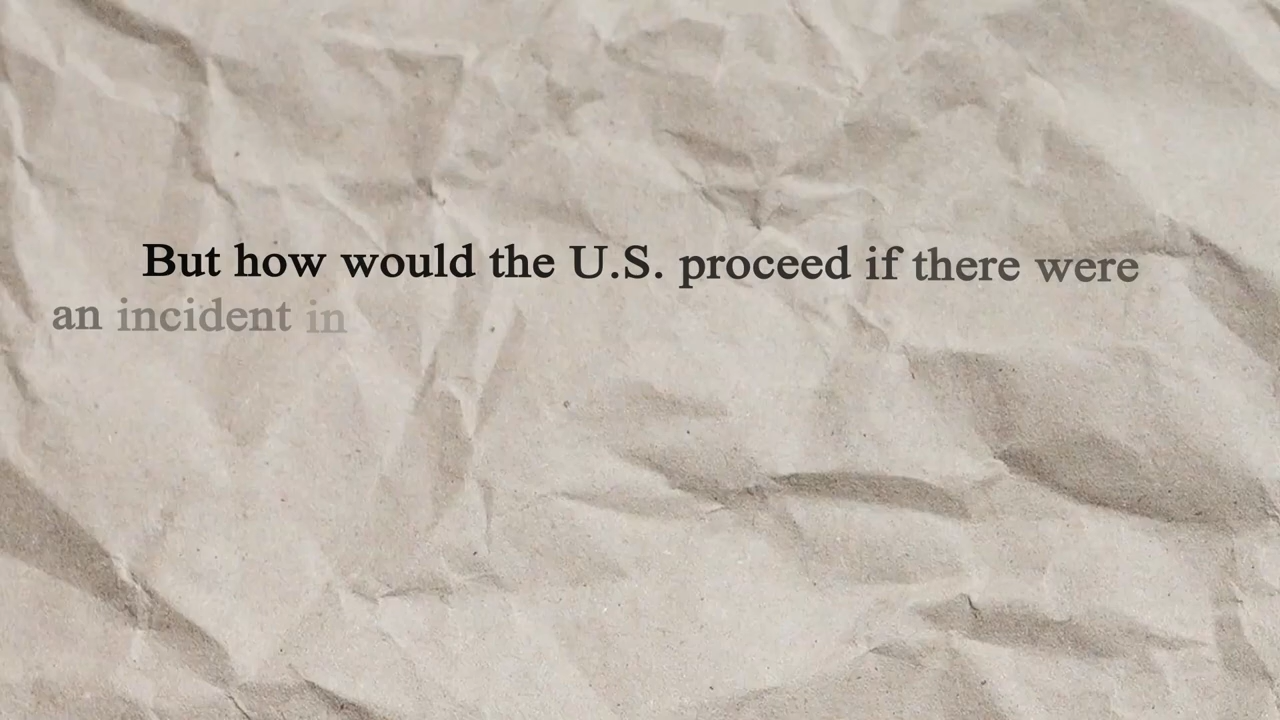 But how would the U.S. proceed if there were
an incident in